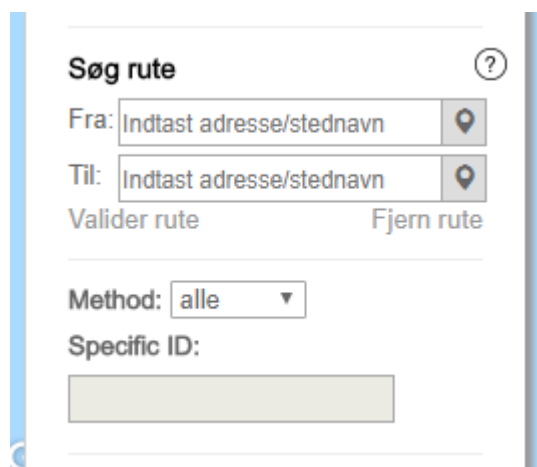 Søg rute ?
Fra: Indtast adresse/stednavn
Til: Indtast adresse/stednavn
Valider rute Fjern rute
Method: alle
Specific ID: